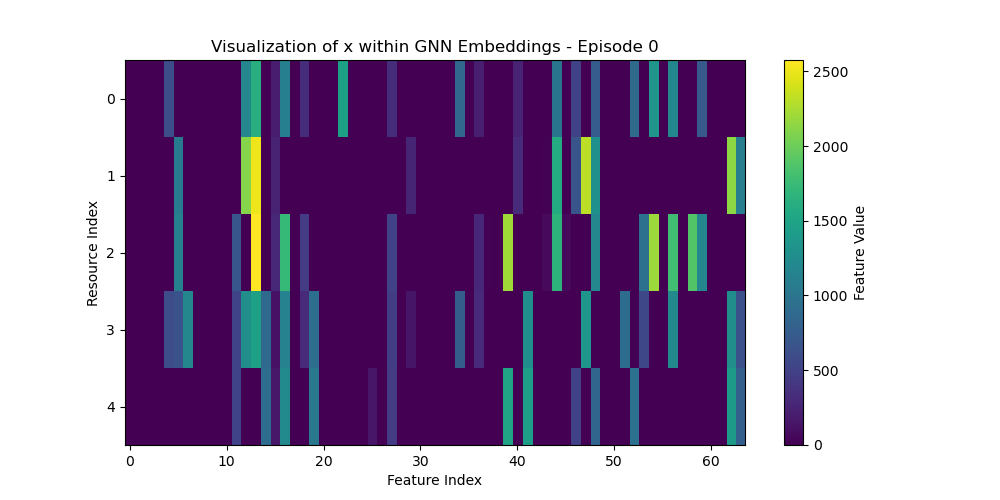 Visualization of x within GNN Embeddings - Episode 0
Resource Index
0
1
2
3
4
0 10 20 30 40 50 60
Feature Index
2500
2000
1500
1000
500
0
Feature Value